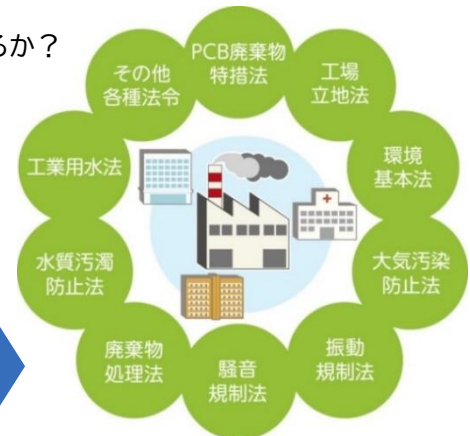 るか？
PCB廃棄物
特措法
工場
立地法
環境
基本法
大気汚染
防止法
振動
規制法
騒音
規制法
廃棄物
処理法
水質汚濁
防止法
工業用水法
その他
各種法令